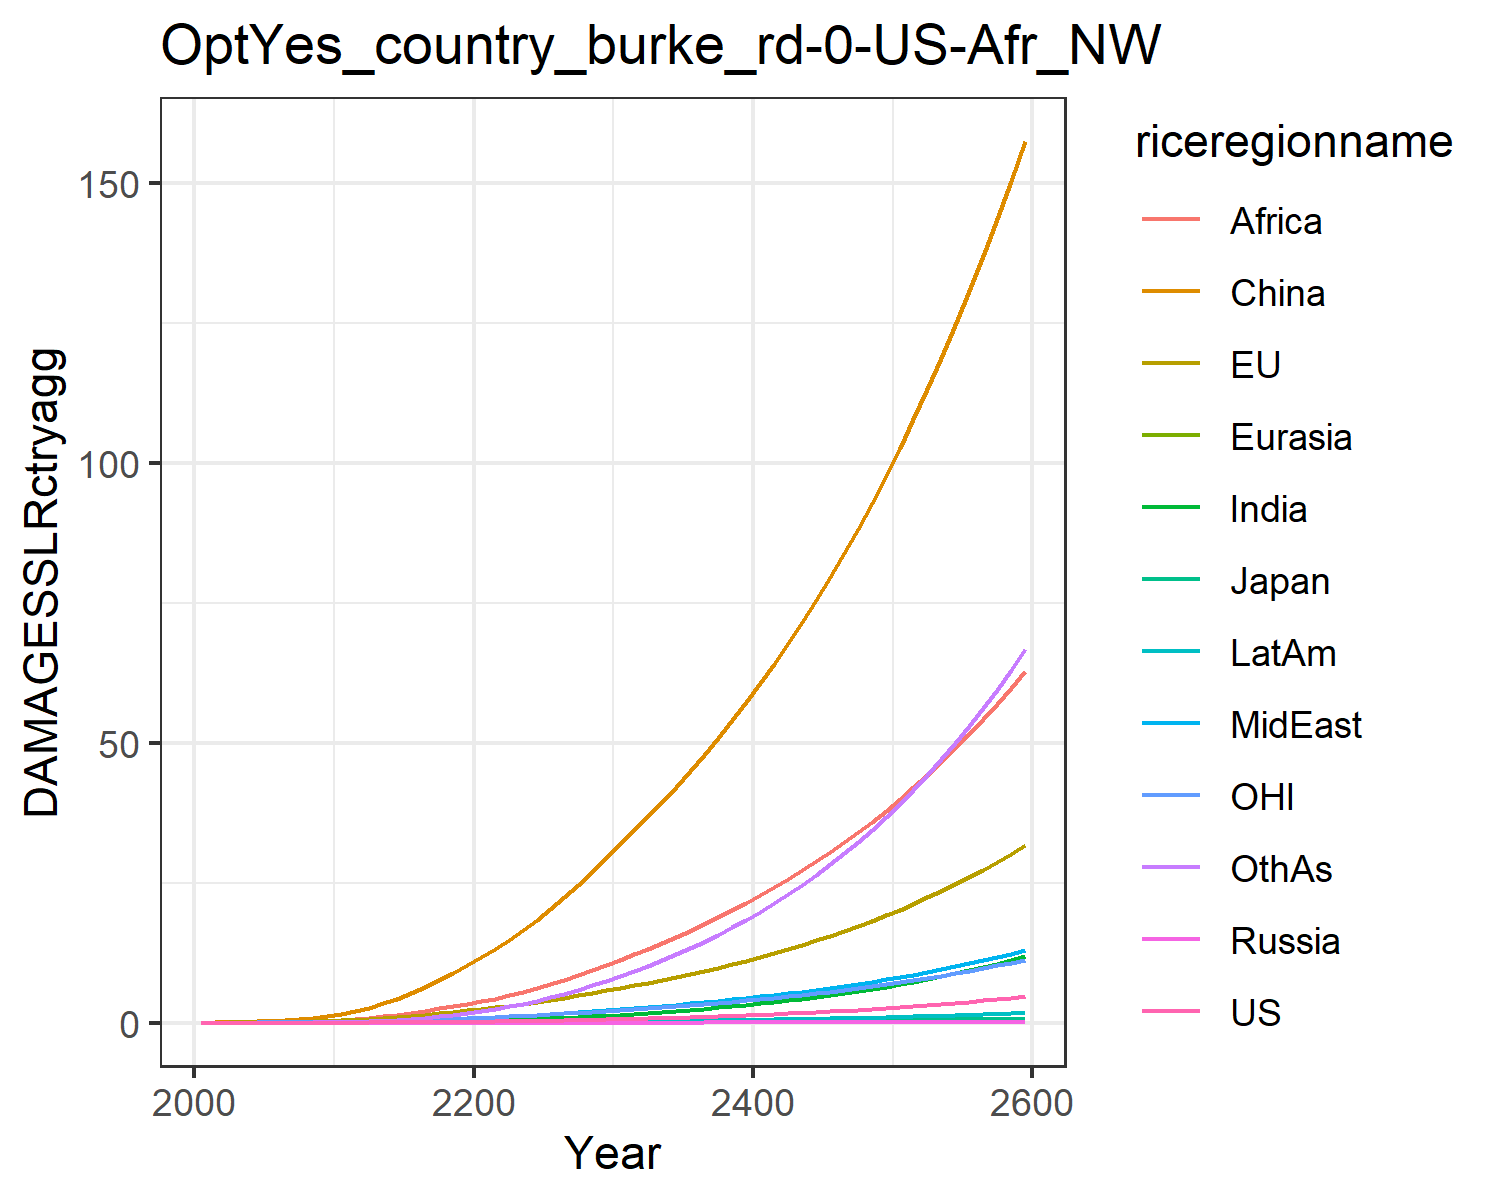 OptYes_country_burke_rd-0-US-Afr_NW
DAMAGESSLRctryagg
150
100
50
0
2000
2200
2400
2600
Year
riceregionname
Africa
China
EU
Eurasia
India
Japan
LatAm
MidEast
OHI
OthAs
Russia
US